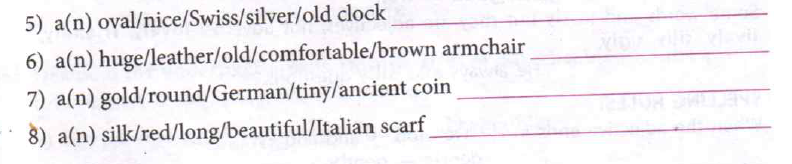 5) a(n) oval/nice/Swiss/silver/old clock
6) a(n) huge/leather/old/comfortable/brown armchair
7) a(n) gold/round/German/tiny/ancient coin
8) a(n) silk/red/long/beautiful/Italian scarf